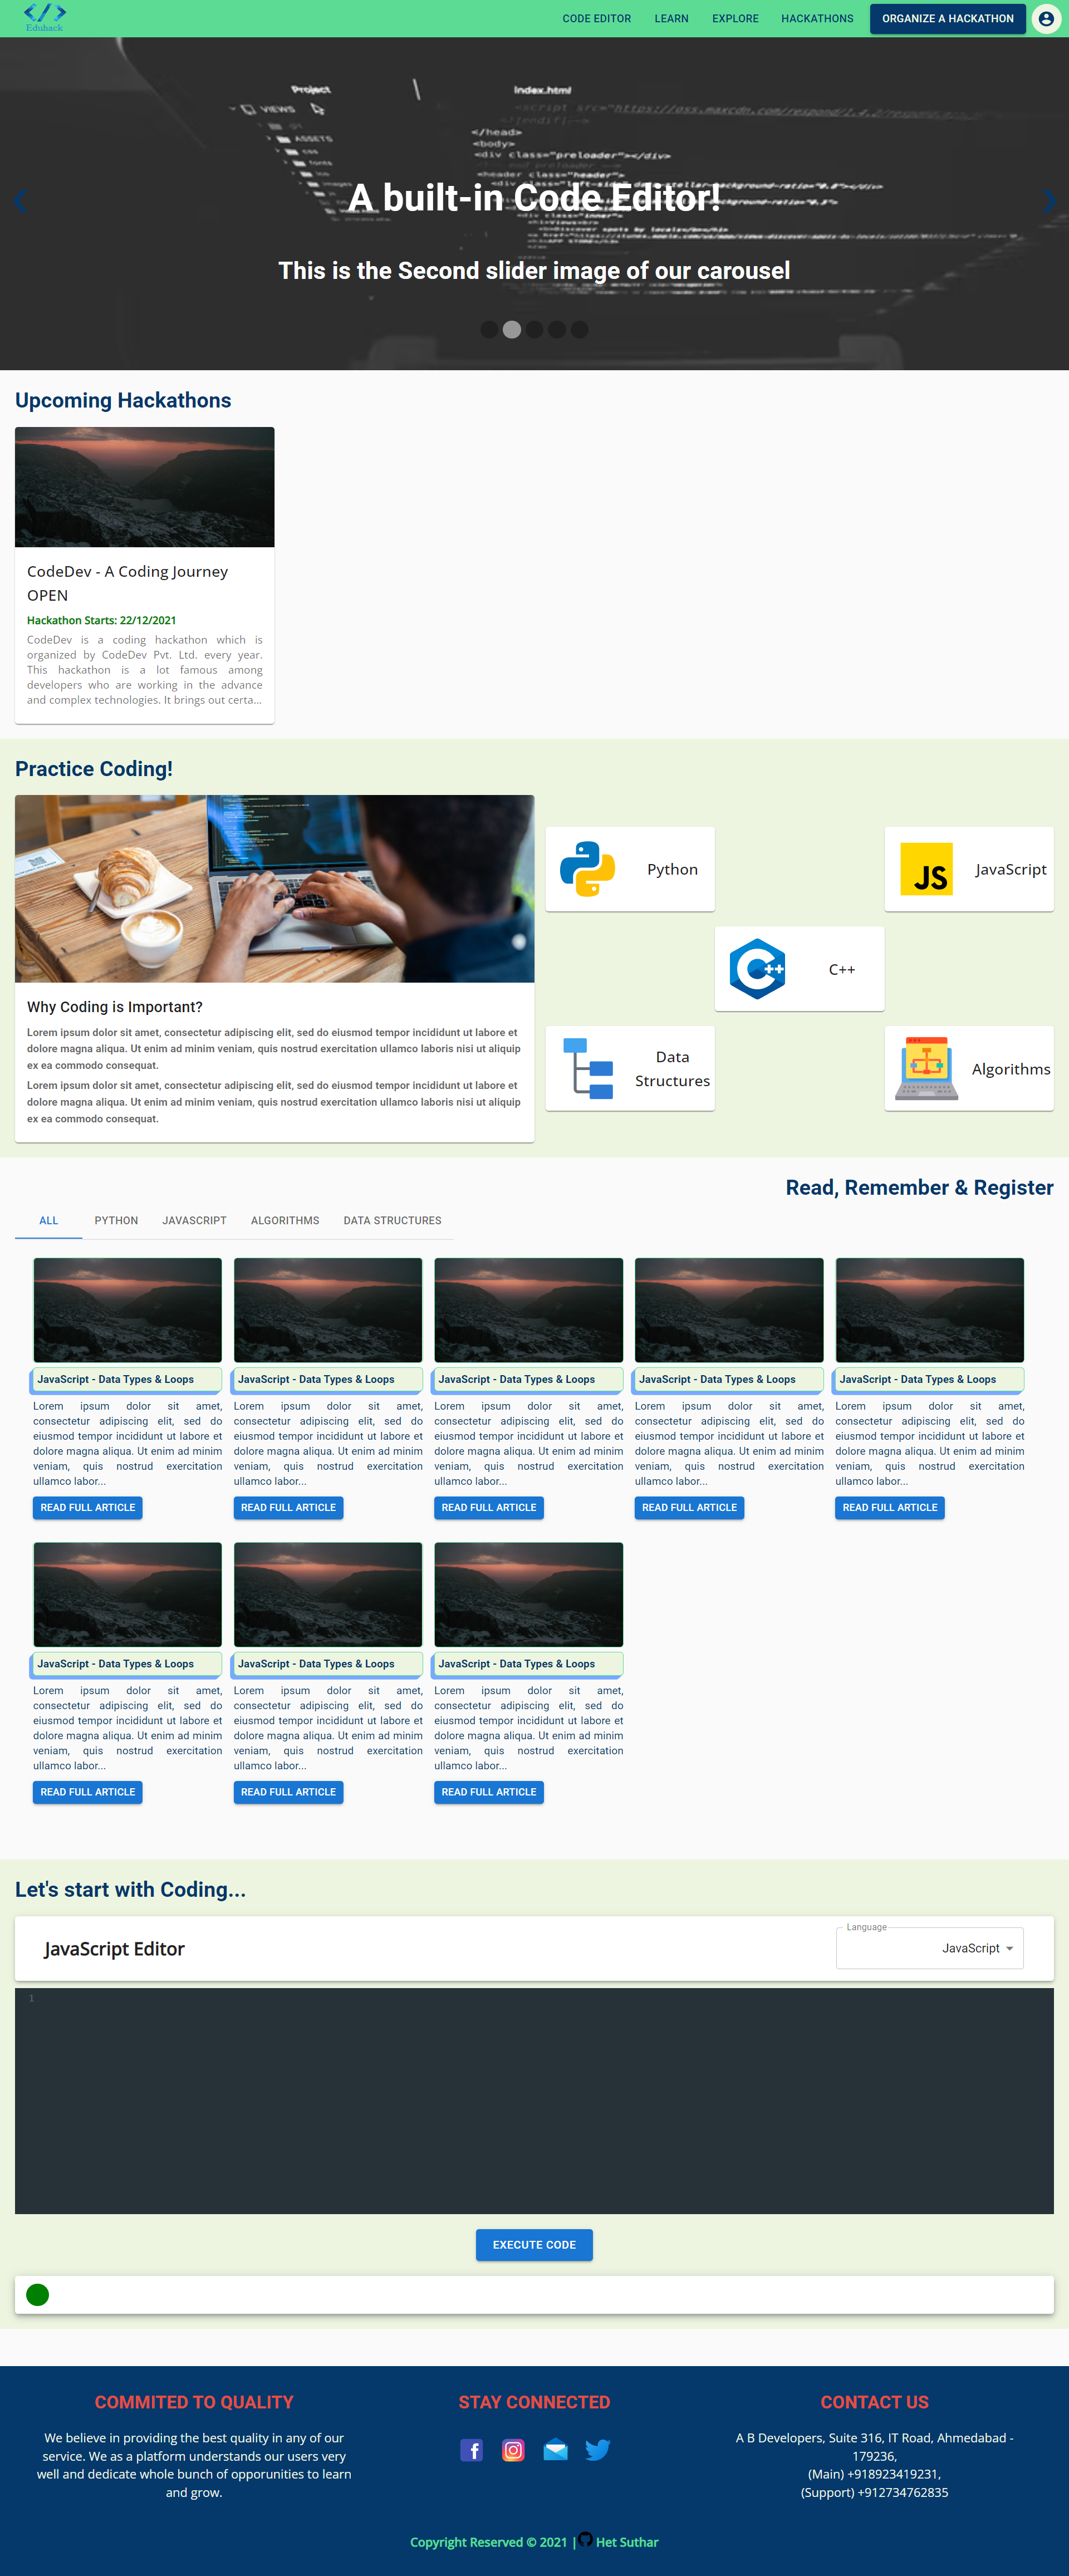 Eduhack
CODE EDITOR LEARN EXPLORE HACKATHONS ORGANIZE A HACKATHON
Project index.html
VIEWS
ASSETS
css
fonts
images
</head>
<body>
<div class="preloader"></div>
<header class="header">
A built-in Code Editor!
This is the Second slider image of our carousel
Upcoming Hackathons
CodeDev - A Coding Journey
OPEN
Hackathon Starts: 22/12/2021
CodeDev is a coding hackathon which is
organized by CodeDev Pvt. Ltd. every year.
This hackathon is a lot famous among
developers who are working in the advance
and complex technologies. It brings out certa...
Practice Coding!
Why Coding is Important?
Lorem ipsum dolor sit amet, consectetur adipiscing elit, sed do eiusmod tempor incididunt ut labore et
dolore magna aliqua. Ut enim ad minim veniam, quis nostrud exercitation ullamco laboris nisi ut aliquip
ex ea commodo consequat.
Lorem ipsum dolor sit amet, consectetur adipiscing elit, sed do eiusmod tempor incididunt ut labore et
dolore magna aliqua. Ut enim ad minim veniam, quis nostrud exercitation ullamco laboris nisi ut aliquip
ex ea commodo consequat.
Python
JS JavaScript
C++
Data
Structures
Algorithms
Read, Remember & Register
ALL PYTHON JAVASCRIPT ALGORITHMS DATA STRUCTURES
JavaScript - Data Types & Loops
Lorem ipsum dolor sit amet,
consectetur adipiscing elit, sed do
eiusmod tempor incididunt ut labore et
dolore magna aliqua. Ut enim ad minim
veniam, quis nostrud exercitation
ullamco labor...
READ FULL ARTICLE
JavaScript - Data Types & Loops
Lorem ipsum dolor sit amet,
consectetur adipiscing elit, sed do
eiusmod tempor incididunt ut labore et
dolore magna aliqua. Ut enim ad minim
veniam, quis nostrud exercitation
ullamco labor...
READ FULL ARTICLE
JavaScript - Data Types & Loops
Lorem ipsum dolor sit amet,
consectetur adipiscing elit, sed do
eiusmod tempor incididunt ut labore et
dolore magna aliqua. Ut enim ad minim
veniam, quis nostrud exercitation
ullamco labor...
READ FULL ARTICLE
JavaScript - Data Types & Loops
Lorem ipsum dolor sit amet,
consectetur adipiscing elit, sed do
eiusmod tempor incididunt ut labore et
dolore magna aliqua. Ut enim ad minim
veniam, quis nostrud exercitation
ullamco labor...
READ FULL ARTICLE
JavaScript - Data Types & Loops
Lorem ipsum dolor sit amet,
consectetur adipiscing elit, sed do
eiusmod tempor incididunt ut labore et
dolore magna aliqua. Ut enim ad minim
veniam, quis nostrud exercitation
ullamco labor...
READ FULL ARTICLE
JavaScript - Data Types & Loops
Lorem ipsum dolor sit amet,
consectetur adipiscing elit, sed do
eiusmod tempor incididunt ut labore et
dolore magna aliqua. Ut enim ad minim
veniam, quis nostrud exercitation
ullamco labor...
READ FULL ARTICLE
JavaScript - Data Types & Loops
Lorem ipsum dolor sit amet,
consectetur adipiscing elit, sed do
eiusmod tempor incididunt ut labore et
dolore magna aliqua. Ut enim ad minim
veniam, quis nostrud exercitation
ullamco labor...
READ FULL ARTICLE
JavaScript - Data Types & Loops
Lorem ipsum dolor sit amet,
consectetur adipiscing elit, sed do
eiusmod tempor incididunt ut labore et
dolore magna aliqua. Ut enim ad minim
veniam, quis nostrud exercitation
ullamco labor...
READ FULL ARTICLE
Let's start with Coding...
JavaScript Editor
Language
JavaScript
1
EXECUTE CODE
COMMITED TO QUALITY
We believe in providing the best quality in any of our
service. We as a platform understands our users very
well and dedicate whole bunch of opporunities to learn
and grow.
STAY CONNECTED
CONTACT US
A B Developers, Suite 316, IT Road, Ahmedabad -
179236,
(Main) +918923419231,
(Support) +912734762835
Copyright Reserved © 2021 | Het Suthar